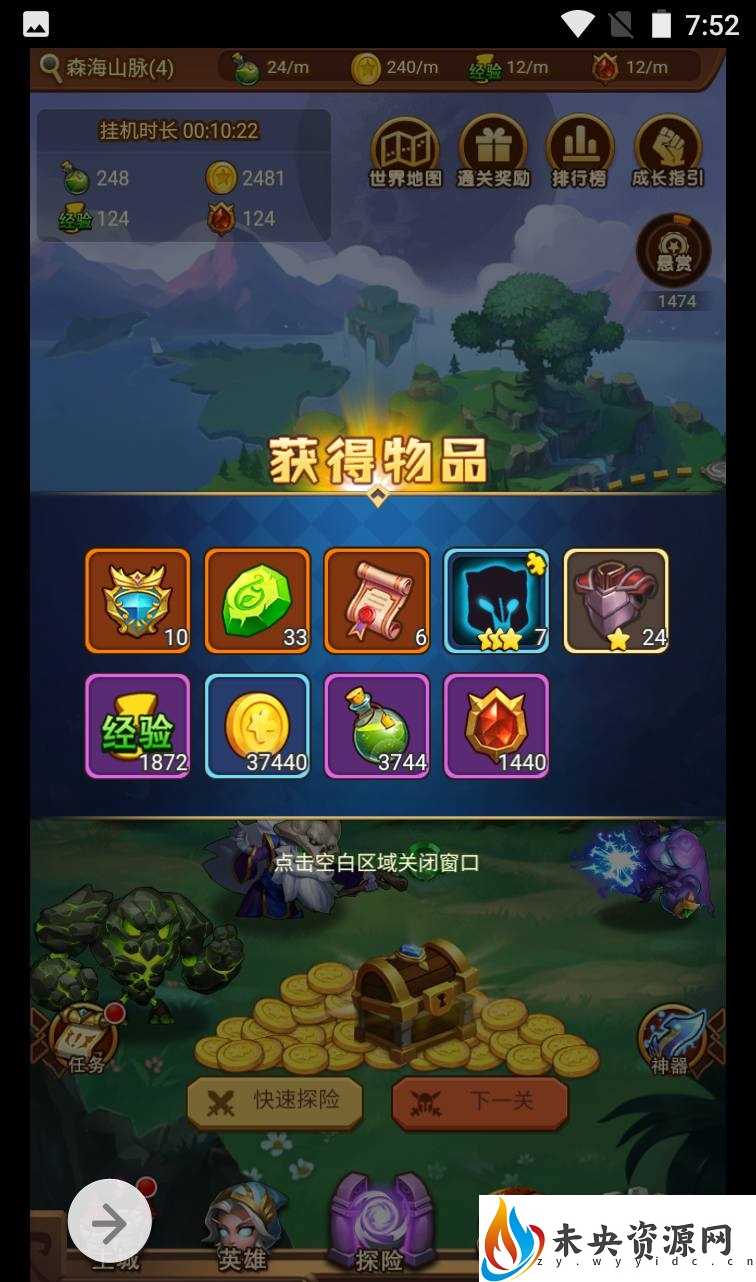 7:52
森海山脉(4)
24/m
240/m
经验 12/m
12/m
挂机时长 00:10:22
248
2481
经验 124
124
世界地图
通关奖励
排行榜
成长指引
悬赏
1474
获得物品
10
33
6
7
24
经验
1872
37440
3744
1440
点击空白区域关闭窗口
任务
神器
快速探险
下一关
主城
英雄
探险
未央资源网
zy.wyyidc.cn